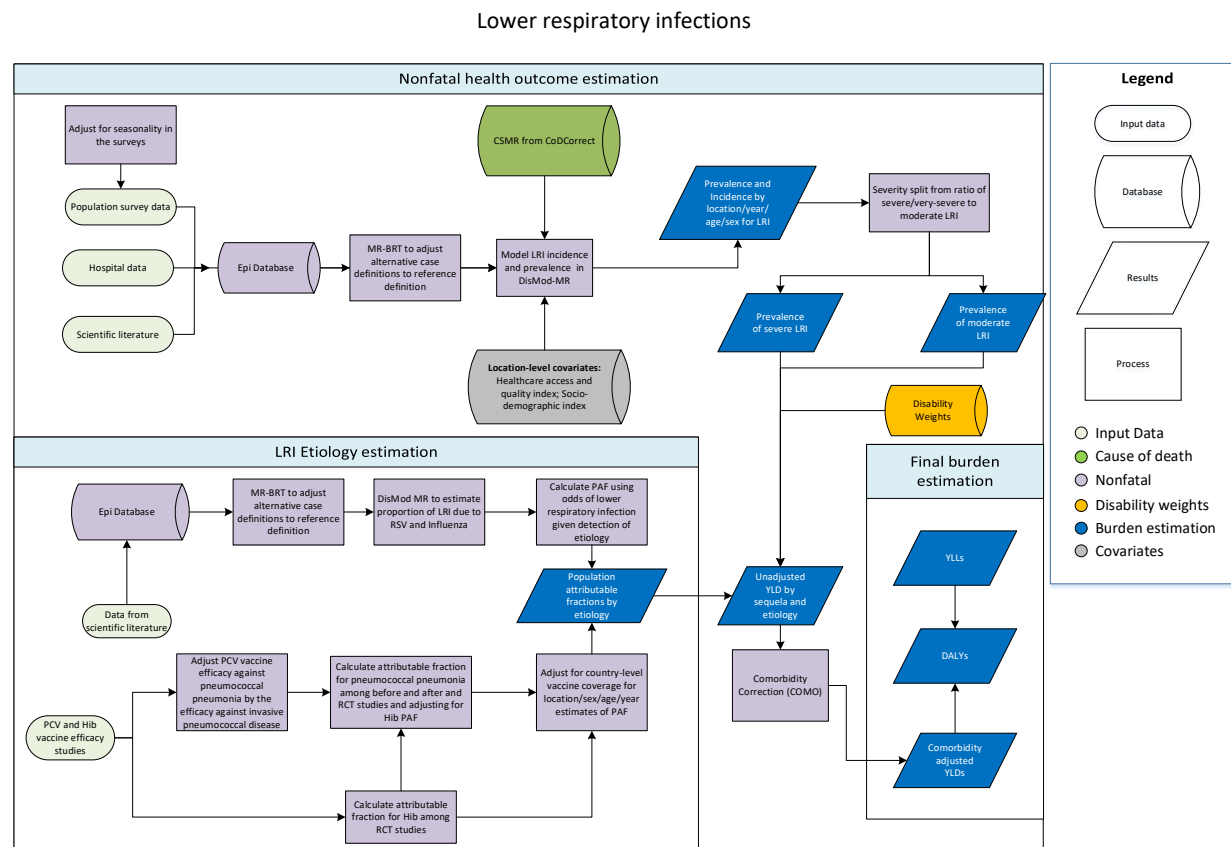 Lower respiratory infections
Nonfatal health outcome estimation
Adjust for seasonality in
the surveys
Population survey data
Hospital data
Scientific literature
Epi Database
MR-BRT to adjust
alternative case
definitions to reference
definition
CSMR from CoDCorrect
Model LRI incidence
and prevalence in
DisMod-MR
Location-level covariates:
Healthcare access and
quality index; Socio-
demographic index
Prevalence and
Incidence by
location/year/
age/sex for LRI
Severity split from ratio of
severe/very-severe to
moderate LRI
Prevalence
of severe LRI
Prevalence
of moderate
LRI
Disability
Weights
LRI Etiology estimation
Epi Database
MR-BRT to adjust
alternative case
definitions to reference
definition
DisMod MR to estimate
proportion of LRI due to
RSV and Influenza
Calculate PAF using
odds of lower
respiratory infection
given detection of
etiology
Data from
scientific literature
Population
attributable
fractions by
etiology
PCV and Hib
vaccine efficacy
studies
Adjust PCV vaccine
efficacy against
pneumococcal
pneumonia by the
efficacy against invasive
pneumococcal disease
Calculate attributable fraction
for pneumococcal pneumonia
among before and after and
RCT studies and adjusting for
Hib PAF
Adjust for country-level
vaccine coverage for
location/sex/age/year
estimates of PAF
Calculate attributable
fraction for Hib among
RCT studies
Unadjusted
YLD by
sequela and
etiology
Comorbidity
Correction (COMO)
Final burden
estimation
YLLs
DALYs
Comorbidity
adjusted
YLDs
Legend
Input data
Database
Results
Process
Input Data
Cause of death
Nonfatal
Disability weights
Burden estimation
Covariates